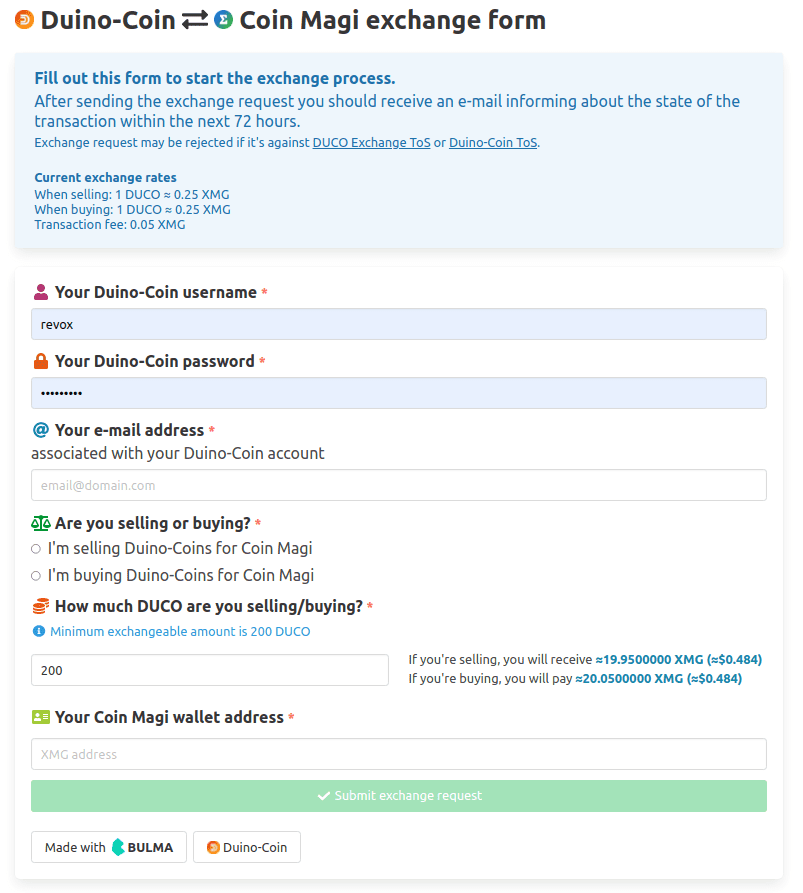 Duino-Coin ⇄ Coin Magi exchange form
Fill out this form to start the exchange process.
After sending the exchange request you should receive an e-mail informing about the state of the
transaction within the next 72 hours.
Exchange request may be rejected if it's against DUCO Exchange ToS or Duino-Coin ToS.
Current exchange rates
When selling: 1 DUCO ≈ 0.25 XMG
When buying: 1 DUCO ≈ 0.25 XMG
Transaction fee: 0.05 XMG
Your Duino-Coin username *
revox
Your Duino-Coin password *
•••••••••
Your e-mail address *
associated with your Duino-Coin account
email@domain.com
Are you selling or buying? *
I'm selling Duino-Coins for Coin Magi
I'm buying Duino-Coins for Coin Magi
How much DUCO are you selling/buying? *
Minimum exchangeable amount is 200 DUCO
200
If you're selling, you will receive ≈19.9500000 XMG (≈$0.484)
If you're buying, you will pay ≈20.0500000 XMG (≈$0.484)
Your Coin Magi wallet address *
XMG address
Submit exchange request
Made with BULMA
Duino-Coin